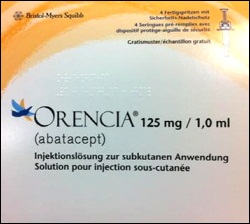 Bristol-Myers Squibb
4 Fertigspritzen mit
Sicherheits-Nadelschutz
4 Seringues pré-remplies avec
dispositif protège-aiguille de sécurité
Gratismuster/échantillon gratuit
ORENCIA® 125 mg / 1,0 ml
(abatacept)
Injektionslösung zur subkutanen Anwendung
Solution pour injection sous-cutanée